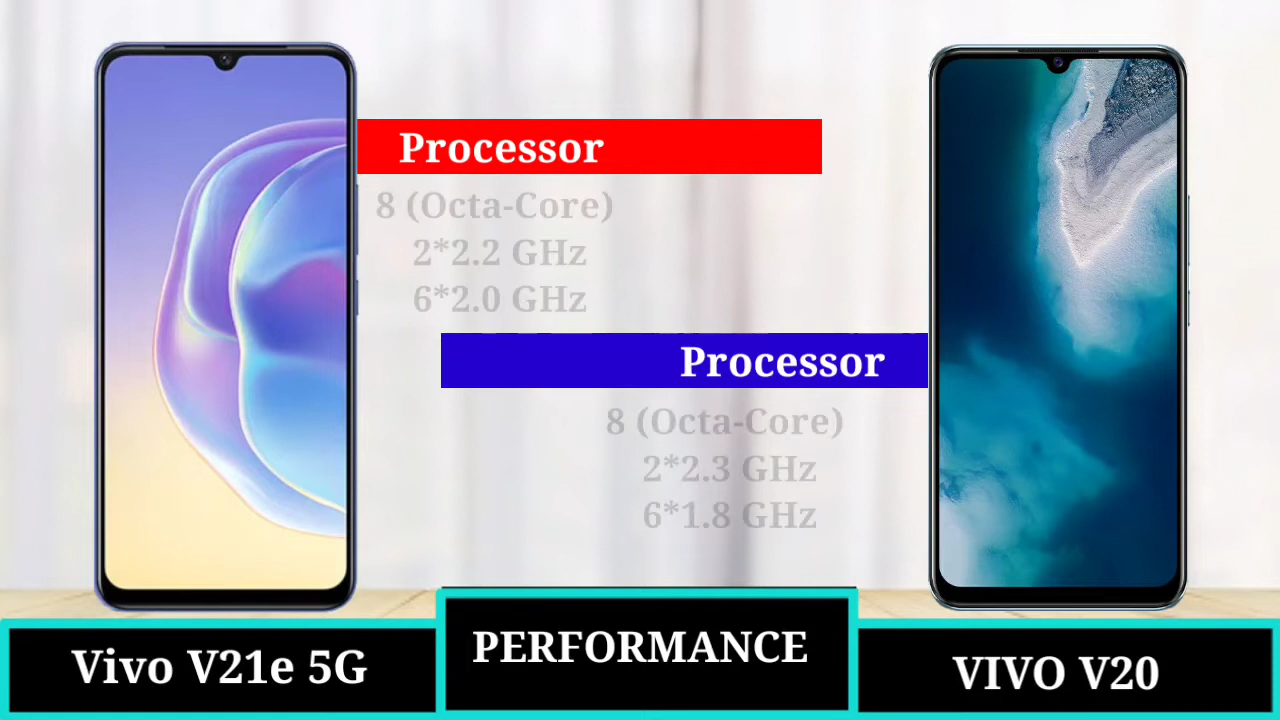 Processor
8 (Octa-Core)
2*2.2 GHz
6*2.0 GHz
Processor
8 (Octa-Core)
2*2.3 GHz
6*1.8 GHz
Vivo V21e 5G
PERFORMANCE
VIVO V20